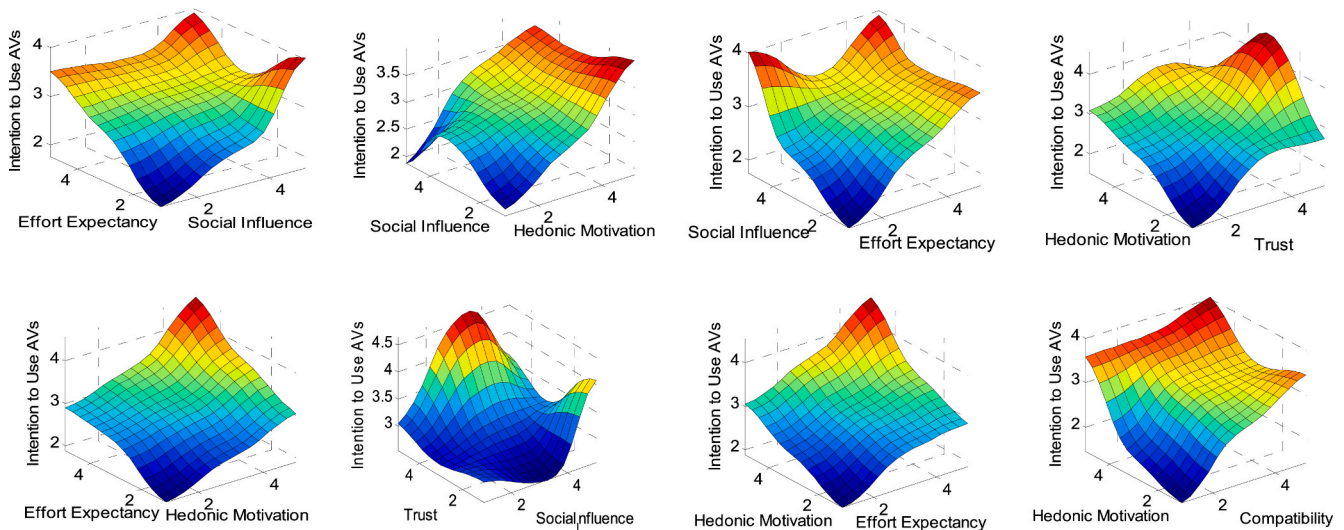 Intention to Use AVs
4
3
2
4
2
2
4
Effort Expectancy
Social Influence
Intention to Use AVs
3.5
3
2.5
2
4
2
2
4
Social Influence
Hedonic Motivation
Intention to Use AVs
4
3
2
4
2
2
4
Social Influence
Effort Expectancy
Intention to Use AVs
4
3
2
4
2
2
4
Hedonic Motivation
Trust
Intention to Use AVs
4
3
2
4
2
2
4
Effort Expectancy
Hedonic Motivation
Intention to Use AVs
4.5
4
3.5
3
4
2
2
4
Trust
Social Influence
Intention to Use AVs
4
3
2
4
2
2
4
Hedonic Motivation
Effort Expectancy
Intention to Use AVs
4
3
2
4
2
2
4
Hedonic Motivation
Compatibility